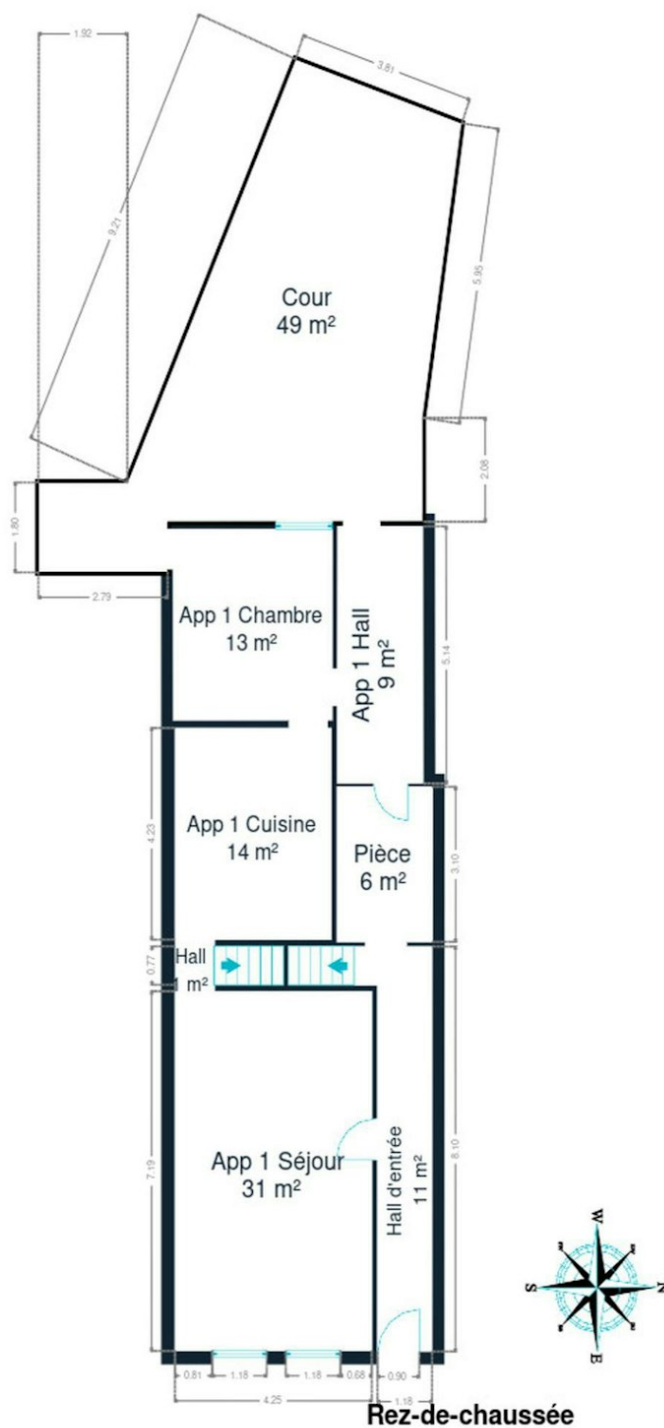 1.92
3.81
9.21
5.95
Cour
49 m²
2.08
1.80
2.79
App 1 Chambre
13 m²
App 1 Hall
9 m²
5.14
4.23
App 1 Cuisine
14 m²
Pièce
6 m²
3.10
0.77
Hall
1 m²
7.19
App 1 Séjour
31 m²
Hall d'entrée
11 m²
8.10
W
S
N
E
0.81
1.18
1.18
0.68
0.90
4.25
1.18
Rez-de-chaussée